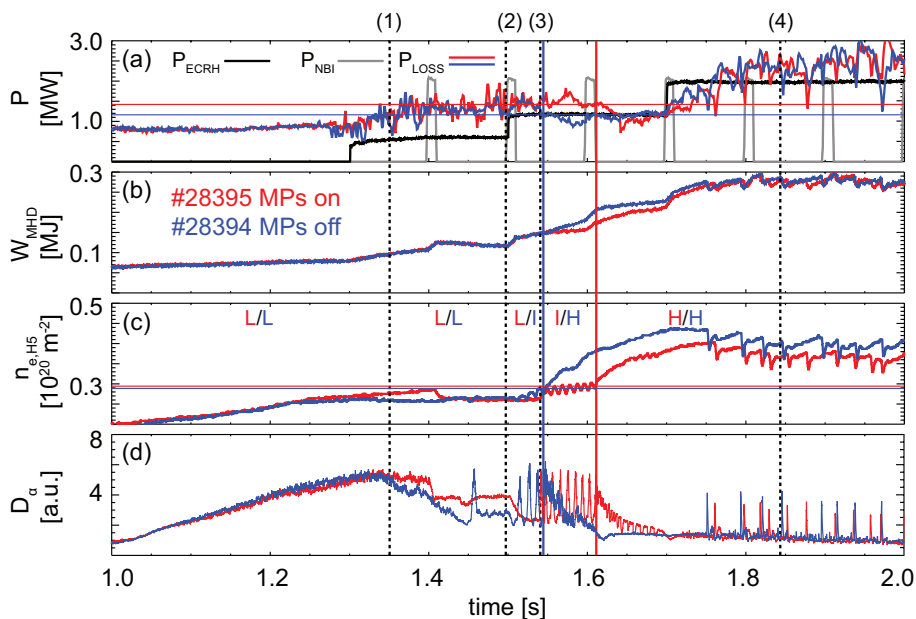 (1) (2) (3) (4)
(a) P_ECRH P_NBI P_LOSS
P
[MW]
3.0
1.0
(b)
#28395 MPs on
#28394 MPs off
W_MHD
[MJ]
0.3
0.1
(c)
L/L L/L L/I I/H H/H
n_e,H5
[10^20 m^-2]
0.5
0.3
(d)
D_α
[a.u.]
8
4
1.0 1.2 1.4 1.6 1.8 2.0
time [s]